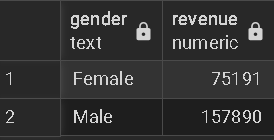 gender revenue
text numeric
1 Female 75191
2 Male 157890